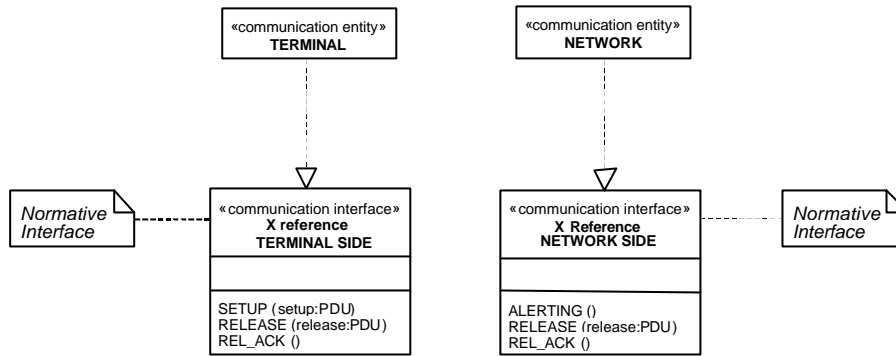 «communication entity»
TERMINAL
«communication entity»
NETWORK
Normative
Interface
«communication interface»
X reference
TERMINAL SIDE
SETUP (setup:PDU)
RELEASE (release:PDU)
REL_ACK ()
«communication interface»
X Reference
NETWORK SIDE
ALERTING ()
RELEASE (release:PDU)
REL_ACK ()
Normative
Interface